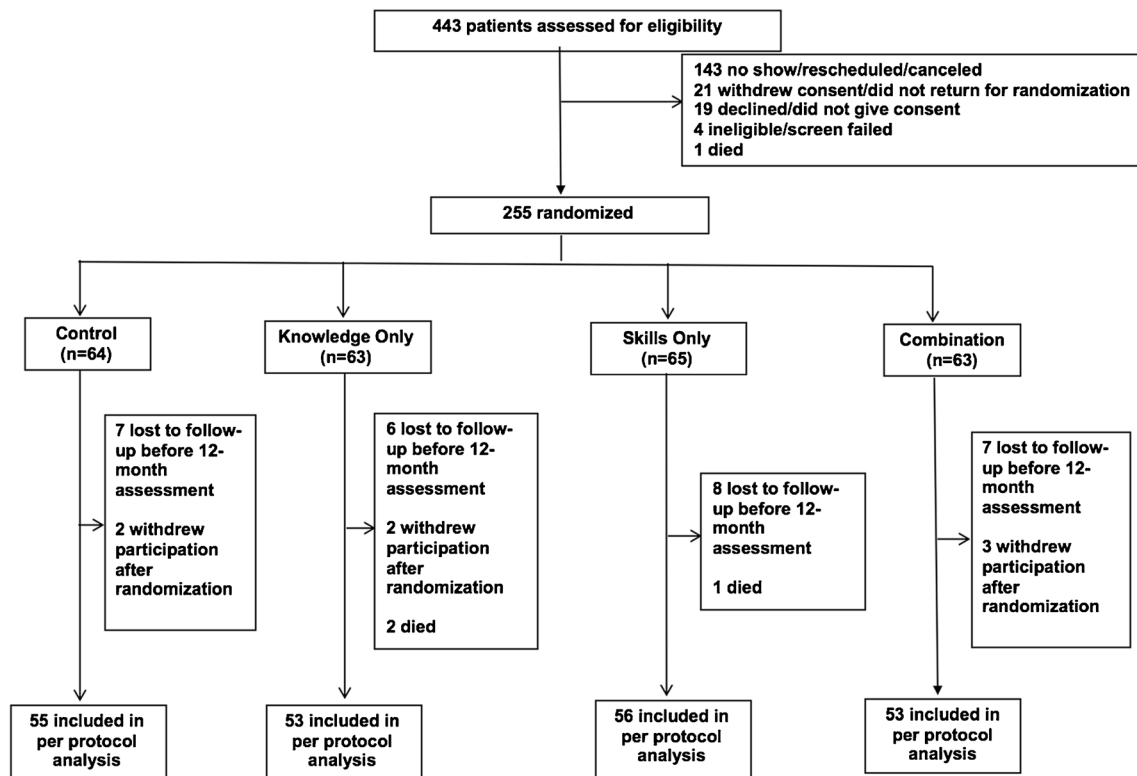 443 patients assessed for eligibility
143 no show/rescheduled/canceled
21 withdrew consent/did not return for randomization
19 declined/did not give consent
4 ineligible/screen failed
1 died
255 randomized
Control
(n=64)
Knowledge Only
(n=63)
Skills Only
(n=65)
Combination
(n=63)
7 lost to follow-
up before 12-
month
assessment
2 withdrew
participation
after
randomization
6 lost to follow-
up before 12-
month
assessment
2 withdrew
participation
after
randomization
2 died
8 lost to follow-
up before 12-
month
assessment
1 died
7 lost to follow-
up before 12-
month
assessment
3 withdrew
participation
after
randomization
55 included in
per protocol
analysis
53 included in
per protocol
analysis
56 included in
per protocol
analysis
53 included in
per protocol
analysis